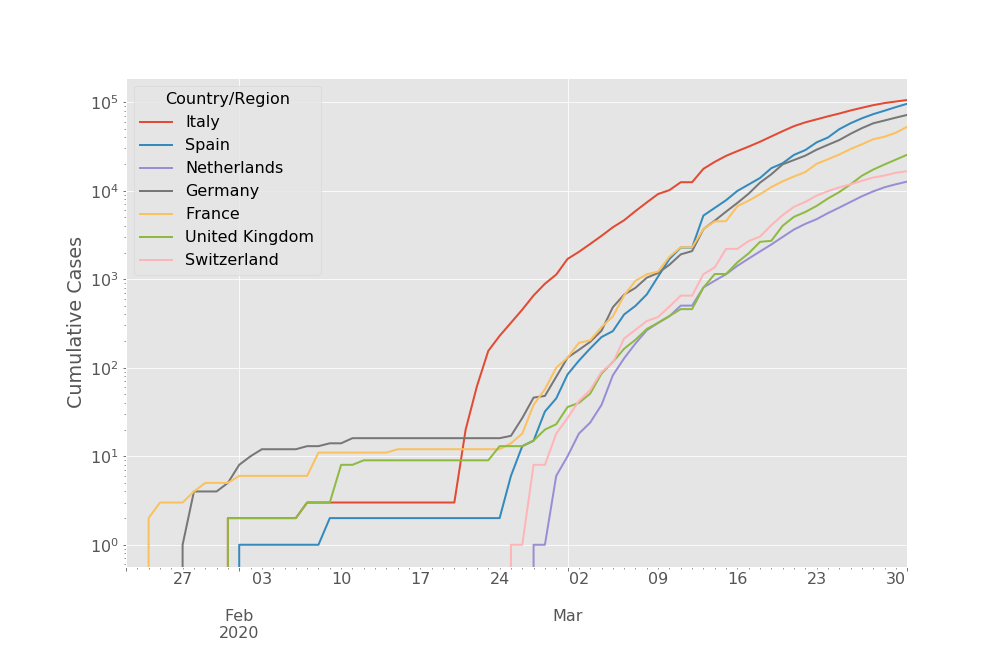 Country/Region
Italy
Spain
Netherlands
Germany
France
United Kingdom
Switzerland
Cumulative Cases
10⁵
10⁴
10³
10²
10¹
10⁰
27 03 10 17 24 02 09 16 23 30
Feb Mar
2020